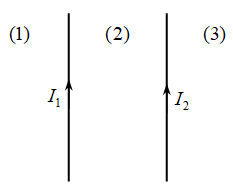 (1) (2) (3)
I₁ I₂